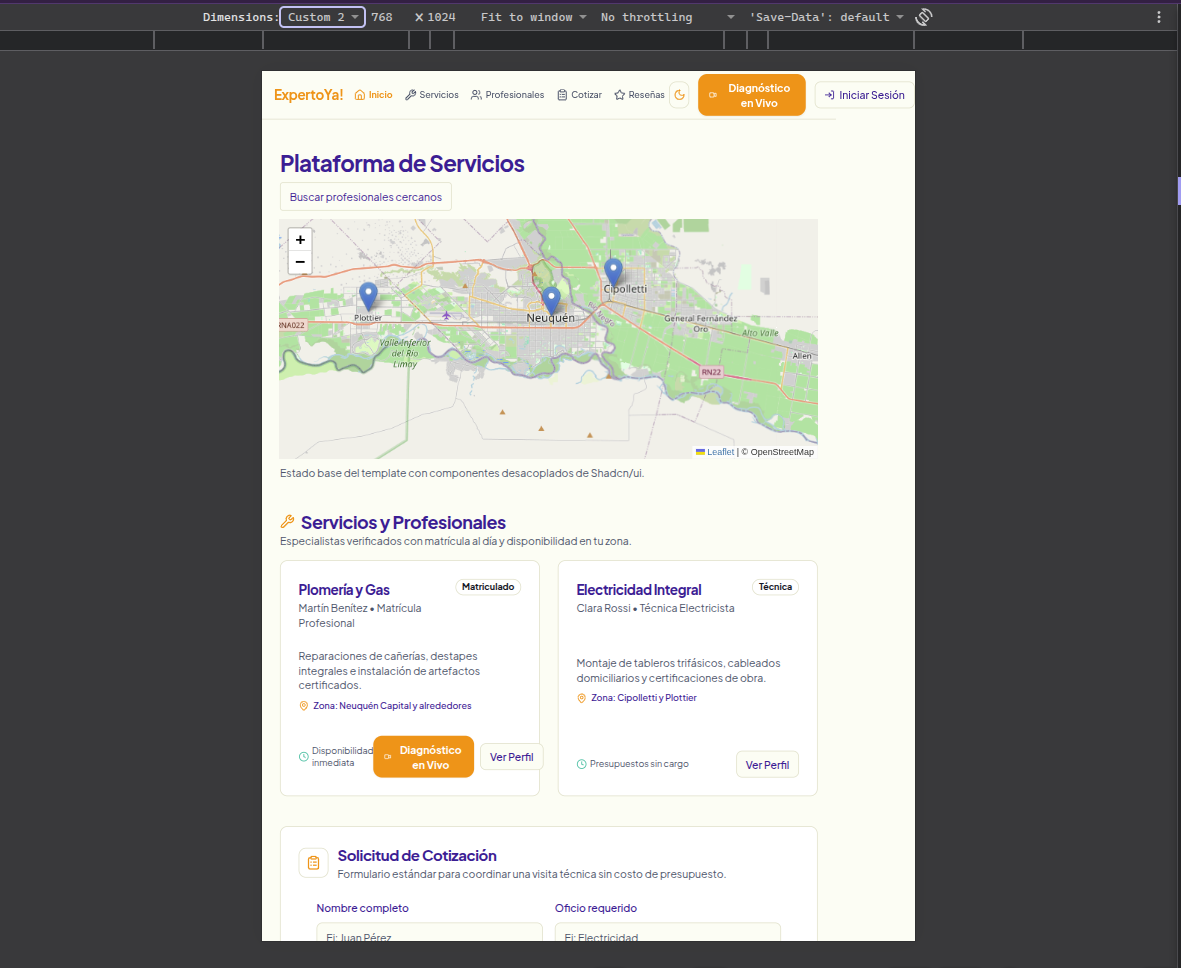 Dimensions: Custom 2 768 × 1024 Fit to window No throttling 'Save-Data': default
ExpertoYa! Inicio Servicios Profesionales Cotizar Reseñas Diagnóstico en Vivo Iniciar Sesión
Plataforma de Servicios
Buscar profesionales cercanos
+
−
Cipolletti
Plottier
Neuquén
Río Negro
General Fernández
Oro
RNA022
Alto Valle
Valle Inferior
del Río
Limay
Allen
RN22
Leaflet | © OpenStreetMap
Estado base del template con componentes desacoplados de Shadcn/ui.
Servicios y Profesionales
Especialistas verificados con matrícula al día y disponibilidad en tu zona.
Plomería y Gas Matriculado
Martín Benítez • Matrícula
Profesional
Reparaciones de cañerías, destapes
integrales e instalación de artefactos
certificados.
Zona: Neuquén Capital y alrededores
Disponibilidad
inmediata
Diagnóstico
en Vivo
Ver Perfil
Electricidad Integral Técnica
Clara Rossi • Técnica Electricista
Montaje de tableros trifásicos, cableados
domiciliarios y certificaciones de obra.
Zona: Cipolletti y Plottier
Presupuestos sin cargo Ver Perfil
Solicitud de Cotización
Formulario estándar para coordinar una visita técnica sin costo de presupuesto.
Nombre completo Oficio requerido
Ej: Juan Pérez Ej: Electricidad